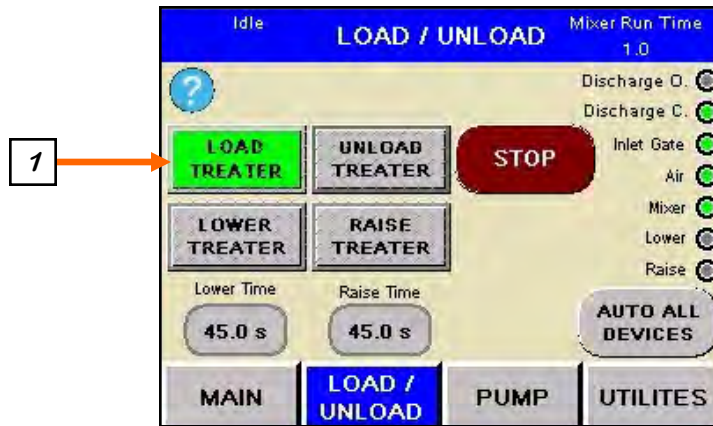 Idle
LOAD / UNLOAD
Mixer Run Time
1.0
?
Discharge O.
Discharge C.
Inlet Gate
Air
Mixer
Lower
Raise
1
LOAD
TREATER
UNLOAD
TREATER
STOP
LOWER
TREATER
RAISE
TREATER
Lower Time
Raise Time
45.0 s
45.0 s
AUTO ALL
DEVICES
MAIN
LOAD /
UNLOAD
PUMP
UTILITES